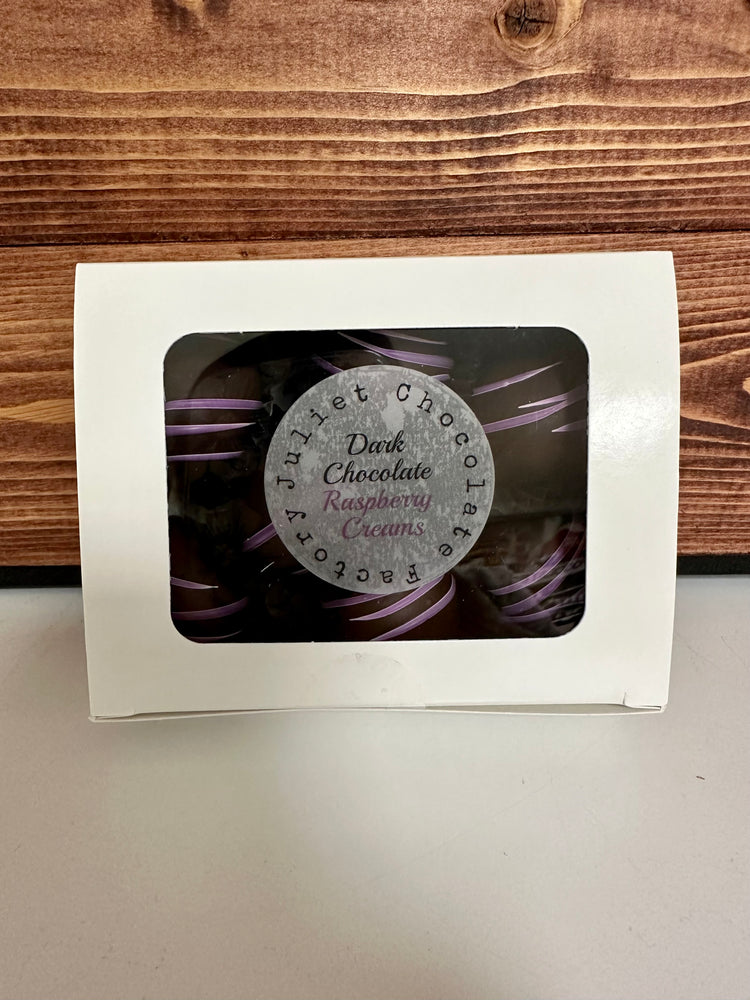 Juliet Chocolate Factory
Dark
Chocolate
Raspberry
Creams